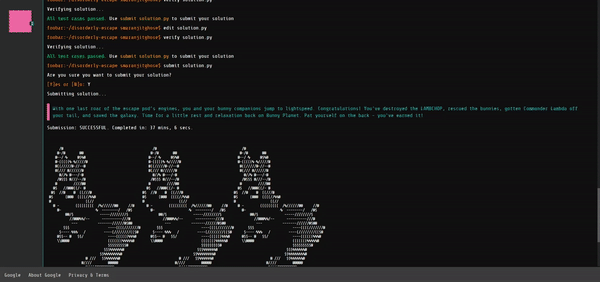 Verifying solution...
All test cases passed. Use submit solution.py to submit your solution
foobar:~/disorderly-escape smaranjitghose$ edit solution.py
foobar:~/disorderly-escape smaranjitghose$ verify solution.py
Verifying solution...
All test cases passed. Use submit solution.py to submit your solution
foobar:~/disorderly-escape smaranjitghose$ submit solution.py
Are you sure you want to submit your solution?
[Y]es or [N]o: Y
Submitting solution...
With one last roar of the escape pod's engines, you and your bunny companions jump to lightspeed. Congratulations! You've destroyed the LAMBCHOP, rescued the bunnies, gotten Commander Lambda off
your tail, and saved the galaxy. Time for a little rest and relaxation back on Bunny Planet. Pat yourself on the back - you've earned it!
Submission: SUCCESSFUL. Completed in: 37 mins, 6 secs.
Google About Google Privacy & Terms